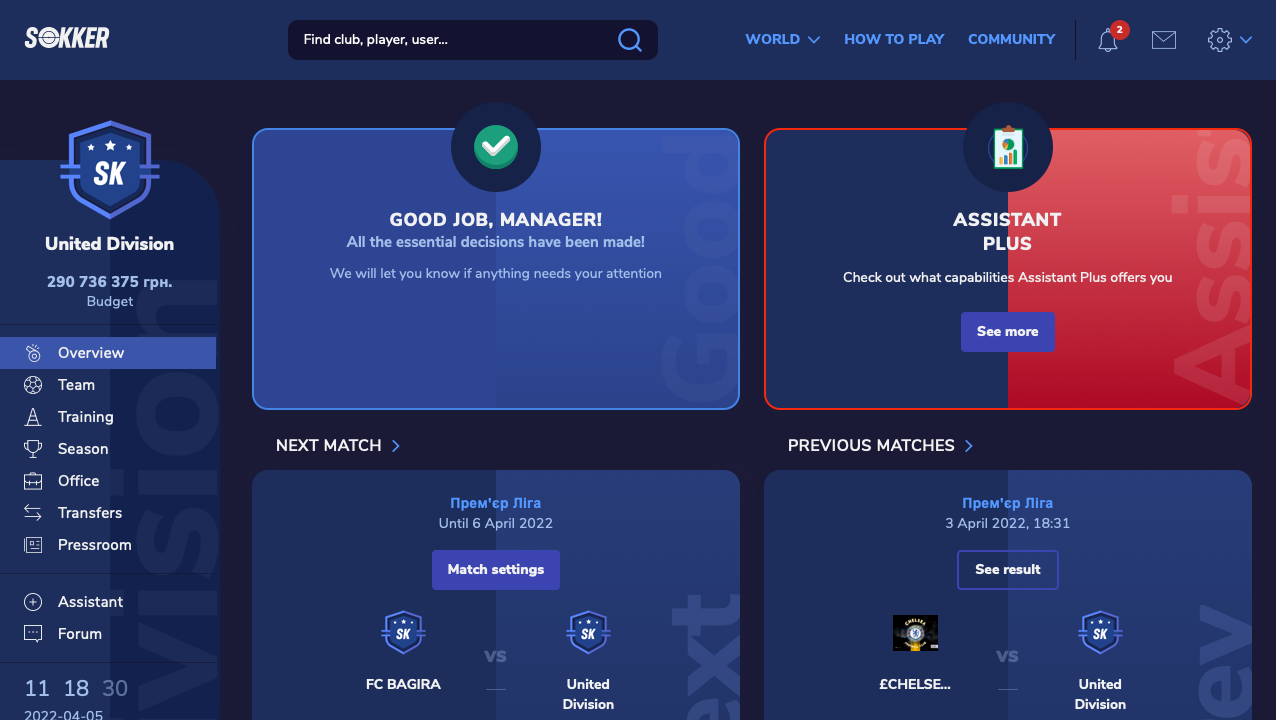 SOKKER
Find club, player, user...
WORLD
HOW TO PLAY
COMMUNITY
2
SK
United Division
290 736 375 грн.
Budget
Overview
Team
Training
Season
Office
Transfers
Pressroom
Assistant
Forum
11 18 30
2022-04-05
vision
GOOD JOB, MANAGER!
All the essential decisions have been made!
We will let you know if anything needs your attention
Good
ASSISTANT
PLUS
Check out what capabilities Assistant Plus offers you
See more
Assis
NEXT MATCH
Прем'єр Ліга
Until 6 April 2022
Match settings
SK
SK
VS
FC BAGIRA
United
Division
ext
PREVIOUS MATCHES
Прем'єр Ліга
3 April 2022, 18:31
See result
CHELSEA
SK
VS
£CHELSE...
United
Division
ev